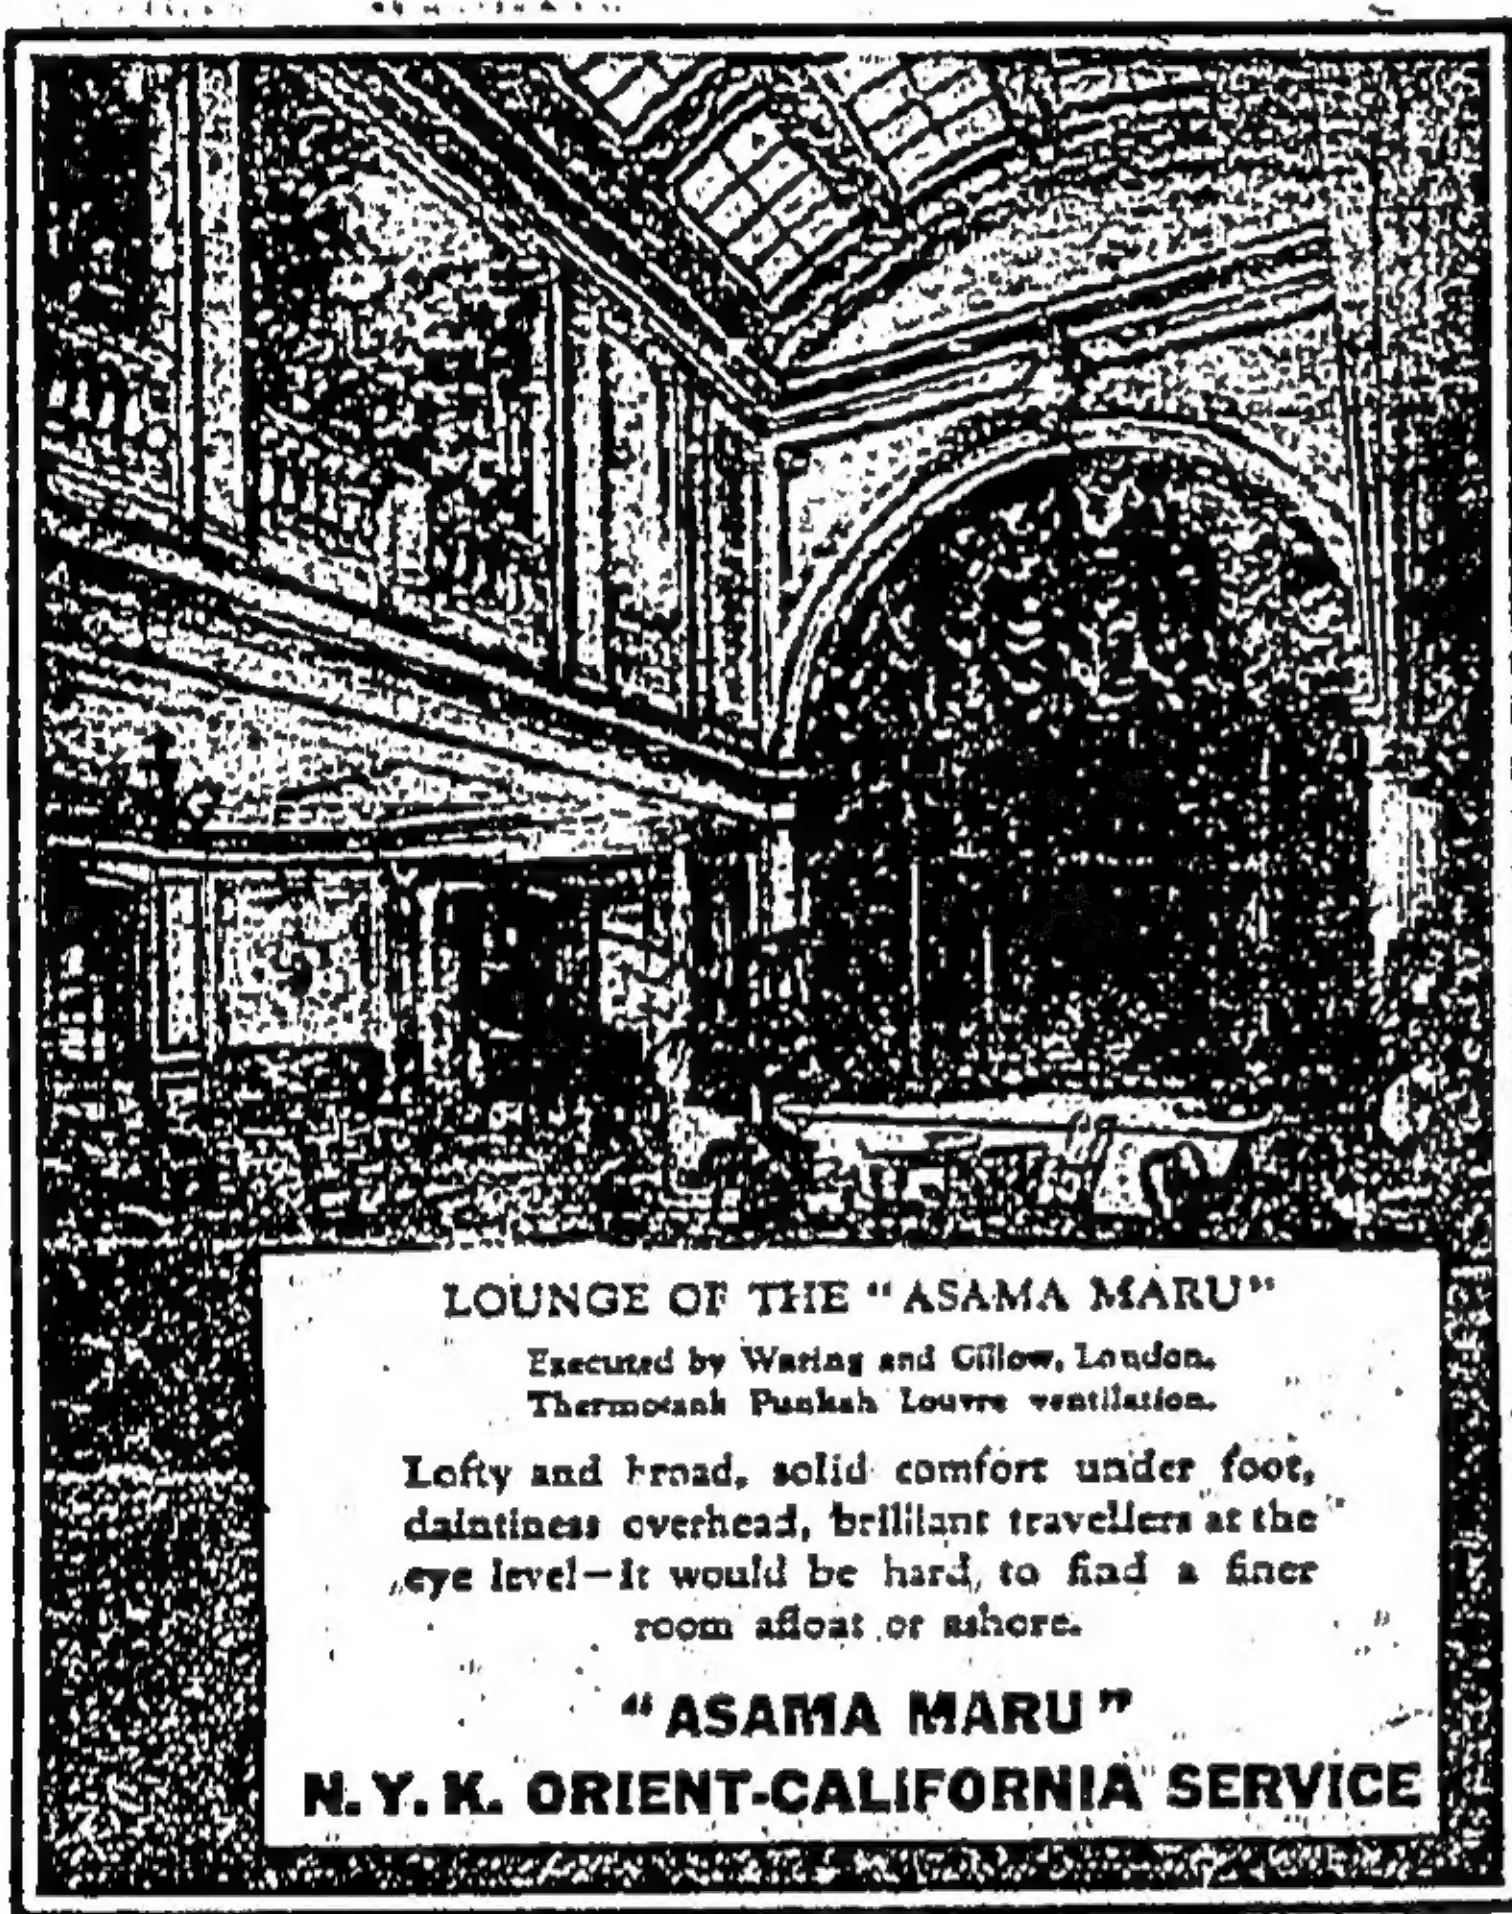 LOUNGE OF THE "ASAMA MARU"
Executed by Waring and Gillow, London.
Thermotank Punkah Louvre ventilation.
Lofty and broad, solid comfort under foot,
daintiness overhead, brilliant travellers at the
eye level—it would be hard to find a finer
room afloat or ashore.
"ASAMA MARU"
N.Y.K. ORIENT-CALIFORNIA SERVICE